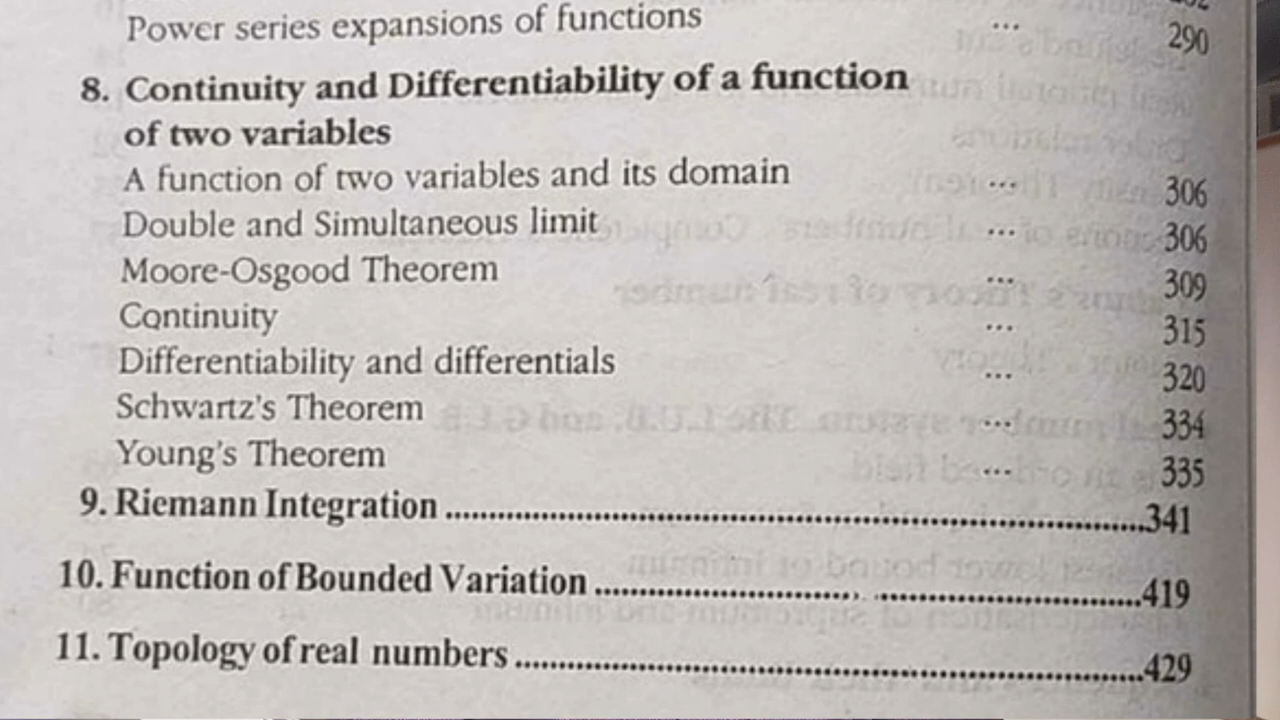 Power series expansions of functions ... 290
8. Continuity and Differentiability of a function
of two variables
A function of two variables and its domain ... 306
Double and Simultaneous limit ... 306
Moore-Osgood Theorem ... 309
Continuity ... 315
Differentiability and differentials ... 320
Schwartz's Theorem ... 334
Young's Theorem ... 335
9. Riemann Integration ........................................ 341
10. Function of Bounded Variation ........................................ 419
11. Topology of real numbers ........................................ 429